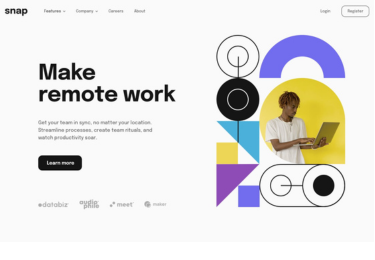 snap
Features
Company
Careers
About
Login
Register
Make
remote work
Get your team in sync, no matter your location.
Streamline processes, create team rituals, and
watch productivity soar.
Learn more
databiz
audio
phile
meet
maker